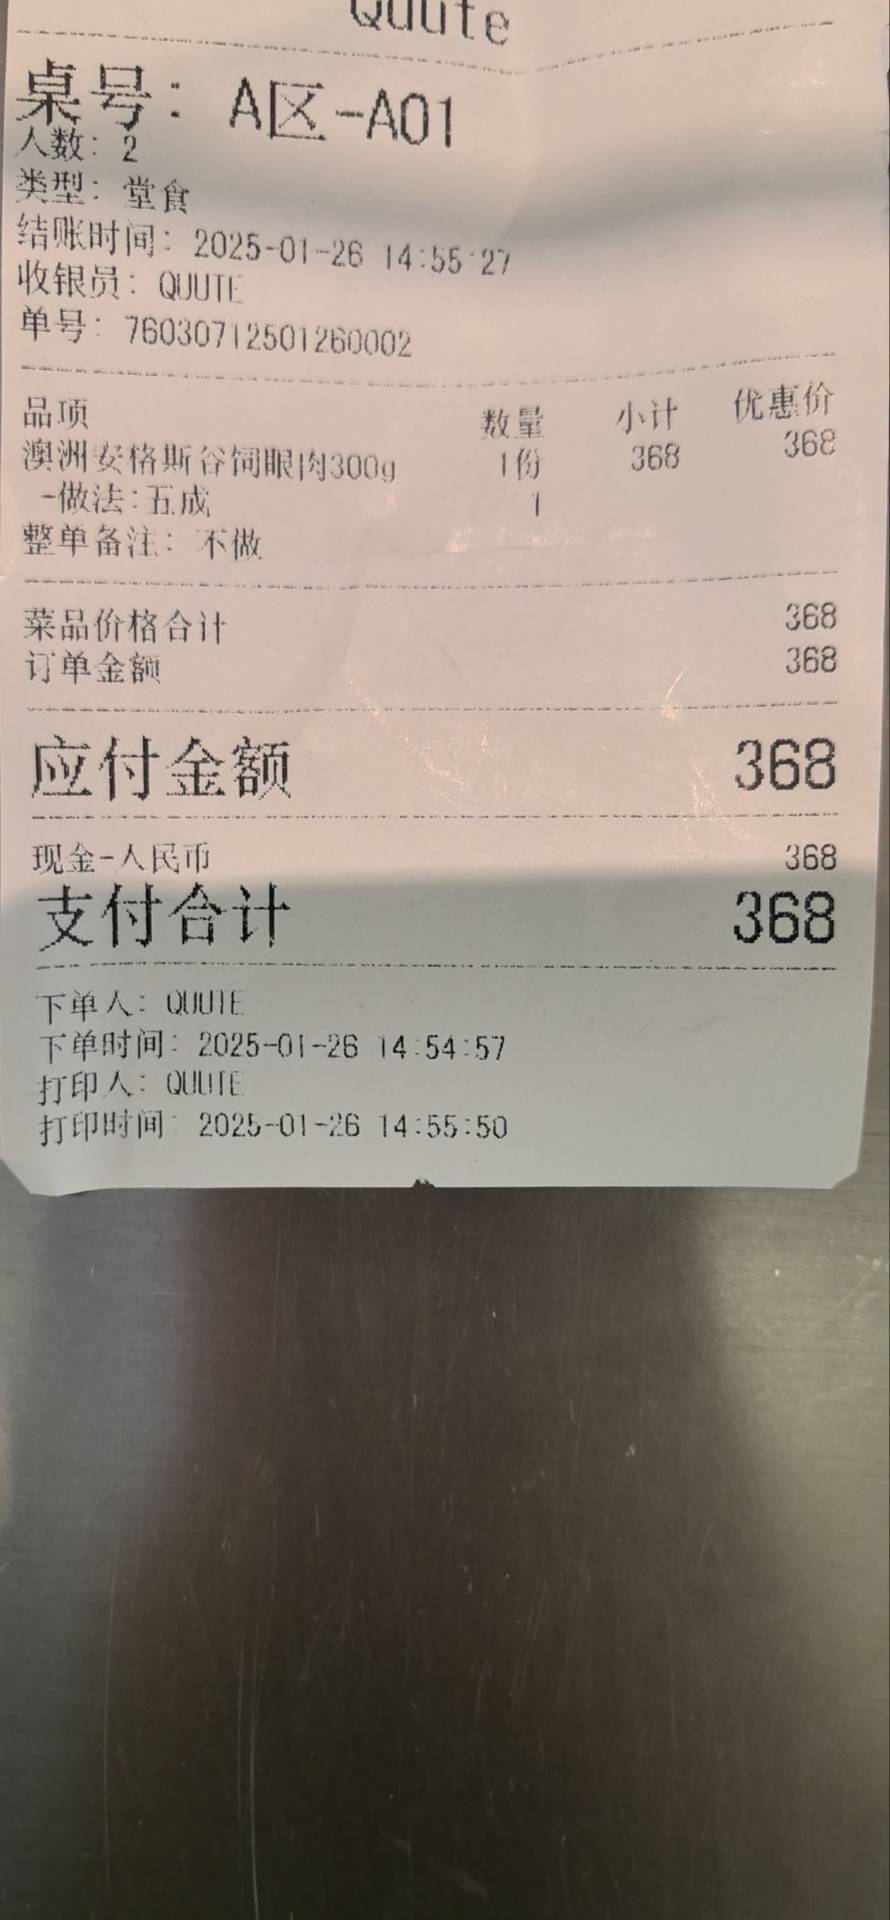 Quute
桌号: A区-A01
人数: 2
类型: 堂食
结账时间: 2025-01-26 14:55:27
收银员: QUUTE
单号: 76030712501260002
品项 数量 小计 优惠价
澳洲安格斯谷饲眼肉300g 1份 368 368
-做法:五成 1
整单备注: 不做
菜品价格合计 368
订单金额 368
应付金额 368
现金-人民币 368
支付合计 368
下单人: QUUTE
下单时间: 2025-01-26 14:54:57
打印人: QUUTE
打印时间: 2025-01-26 14:55:50